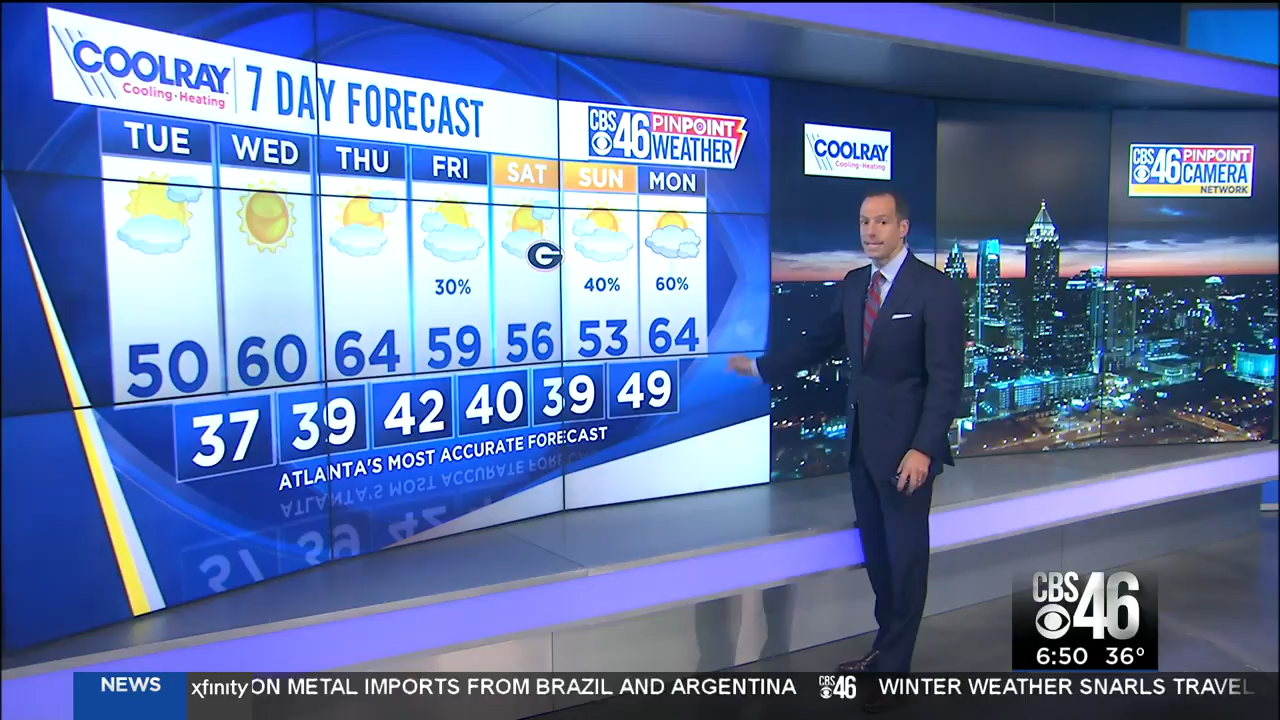 COOLRAY
Cooling·Heating
7 DAY FORECAST
CBS 46 PINPOINT WEATHER
TUE WED THU FRI SAT SUN MON
G
30% 40% 60%
50 60 64 59 56 53 64
37 39 42 40 39 49
ATLANTA'S MOST ACCURATE FORECAST
COOLRAY
Cooling·Heating
CBS 46 PINPOINT CAMERA NETWORK
CBS 46
6:50 36°
NEWS xfinity ON METAL IMPORTS FROM BRAZIL AND ARGENTINA CBS 46 WINTER WEATHER SNARLS TRAVEL